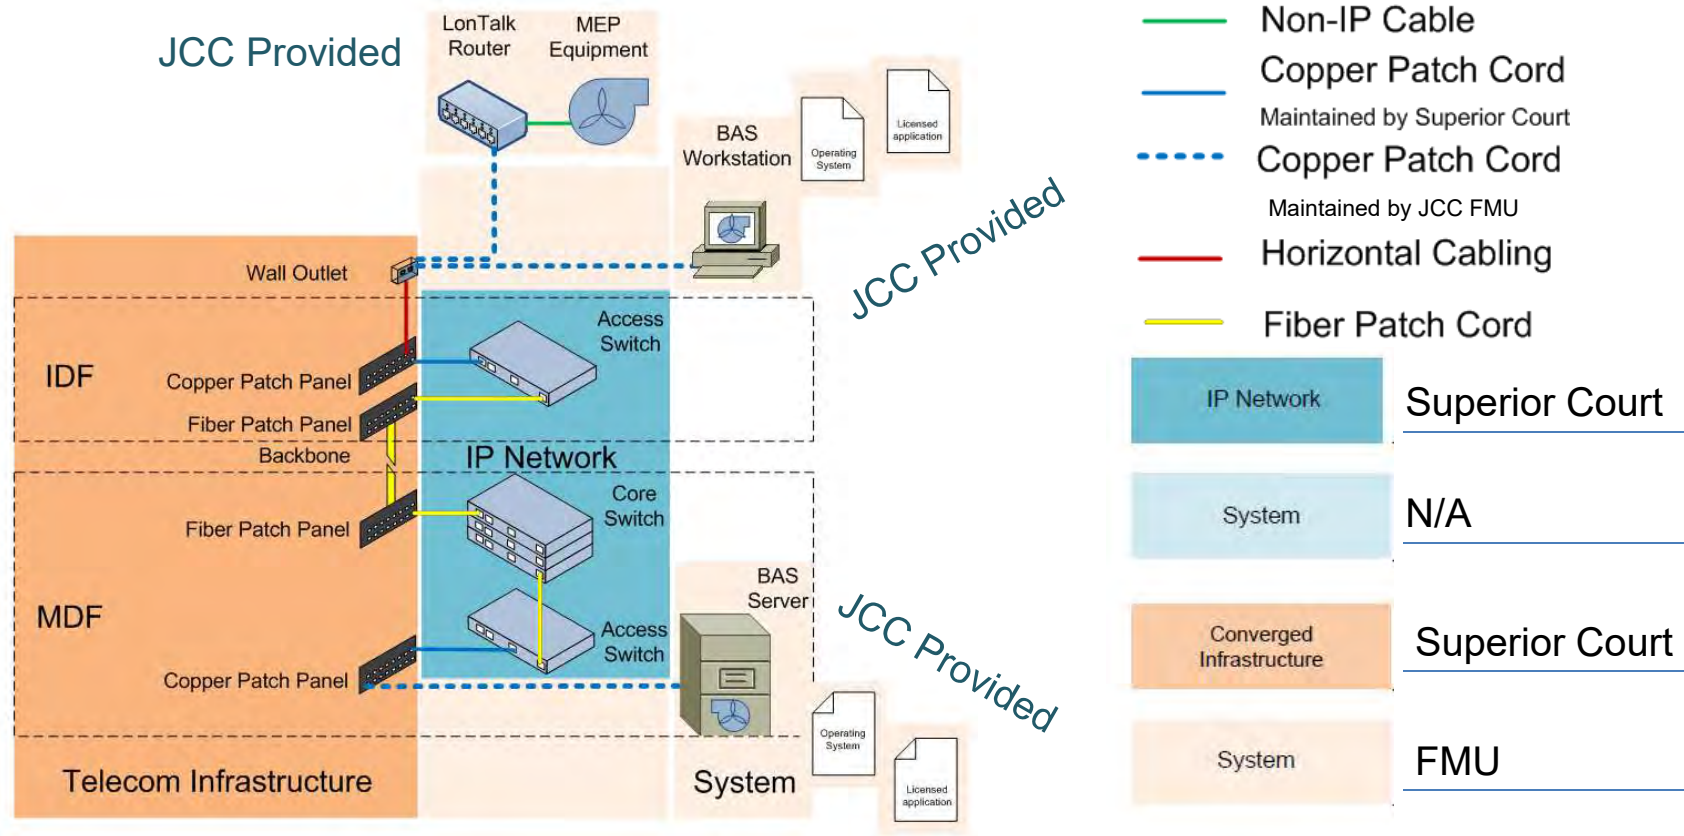 JCC Provided
LonTalk
Router
MEP
Equipment
BAS
Workstation
Operating
System
Licensed
application
JCC Provided
Wall Outlet
IDF
Copper Patch Panel
Fiber Patch Panel
Access
Switch
Backbone
IP Network
Fiber Patch Panel
Core
Switch
MDF
BAS
Server
Access
Switch
Copper Patch Panel
JCC Provided
Operating
System
Licensed
application
Telecom Infrastructure
System
Non-IP Cable
Copper Patch Cord
Maintained by Superior Court
Copper Patch Cord
Maintained by JCC FMU
Horizontal Cabling
Fiber Patch Cord
IP Network
Superior Court
System
N/A
Converged
Infrastructure
Superior Court
System
FMU